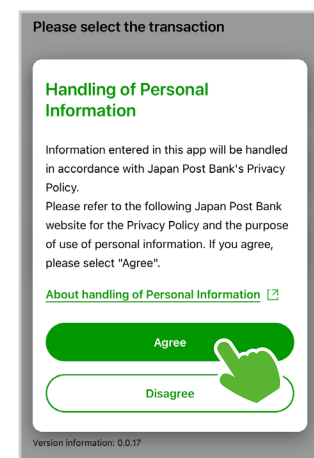 Please select the transaction
Handling of Personal
Information
Information entered in this app will be handled
in accordance with Japan Post Bank's Privacy
Policy.
Please refer to the following Japan Post Bank
website for the Privacy Policy and the purpose
of use of personal information. If you agree,
please select "Agree".
About handling of Personal Information
Agree
Disagree
Version information: 0.0.17